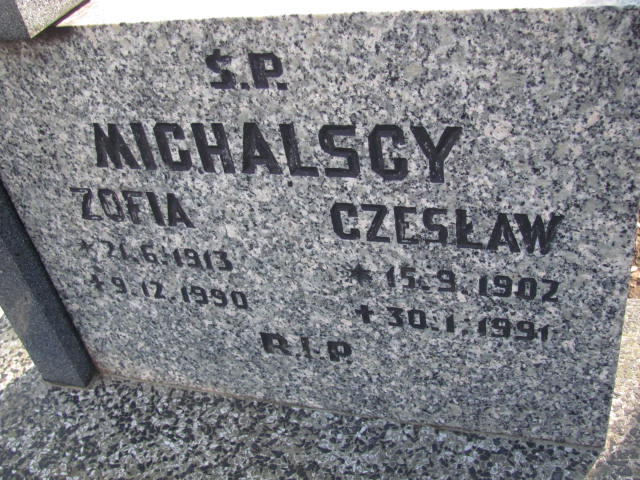 Ś.P.
MICHALSCY
ZOFIA
* 21.6.1913
+ 9.12.1990
CZESŁAW
* 15.9.1902
+ 30.1.1991
R.I.P